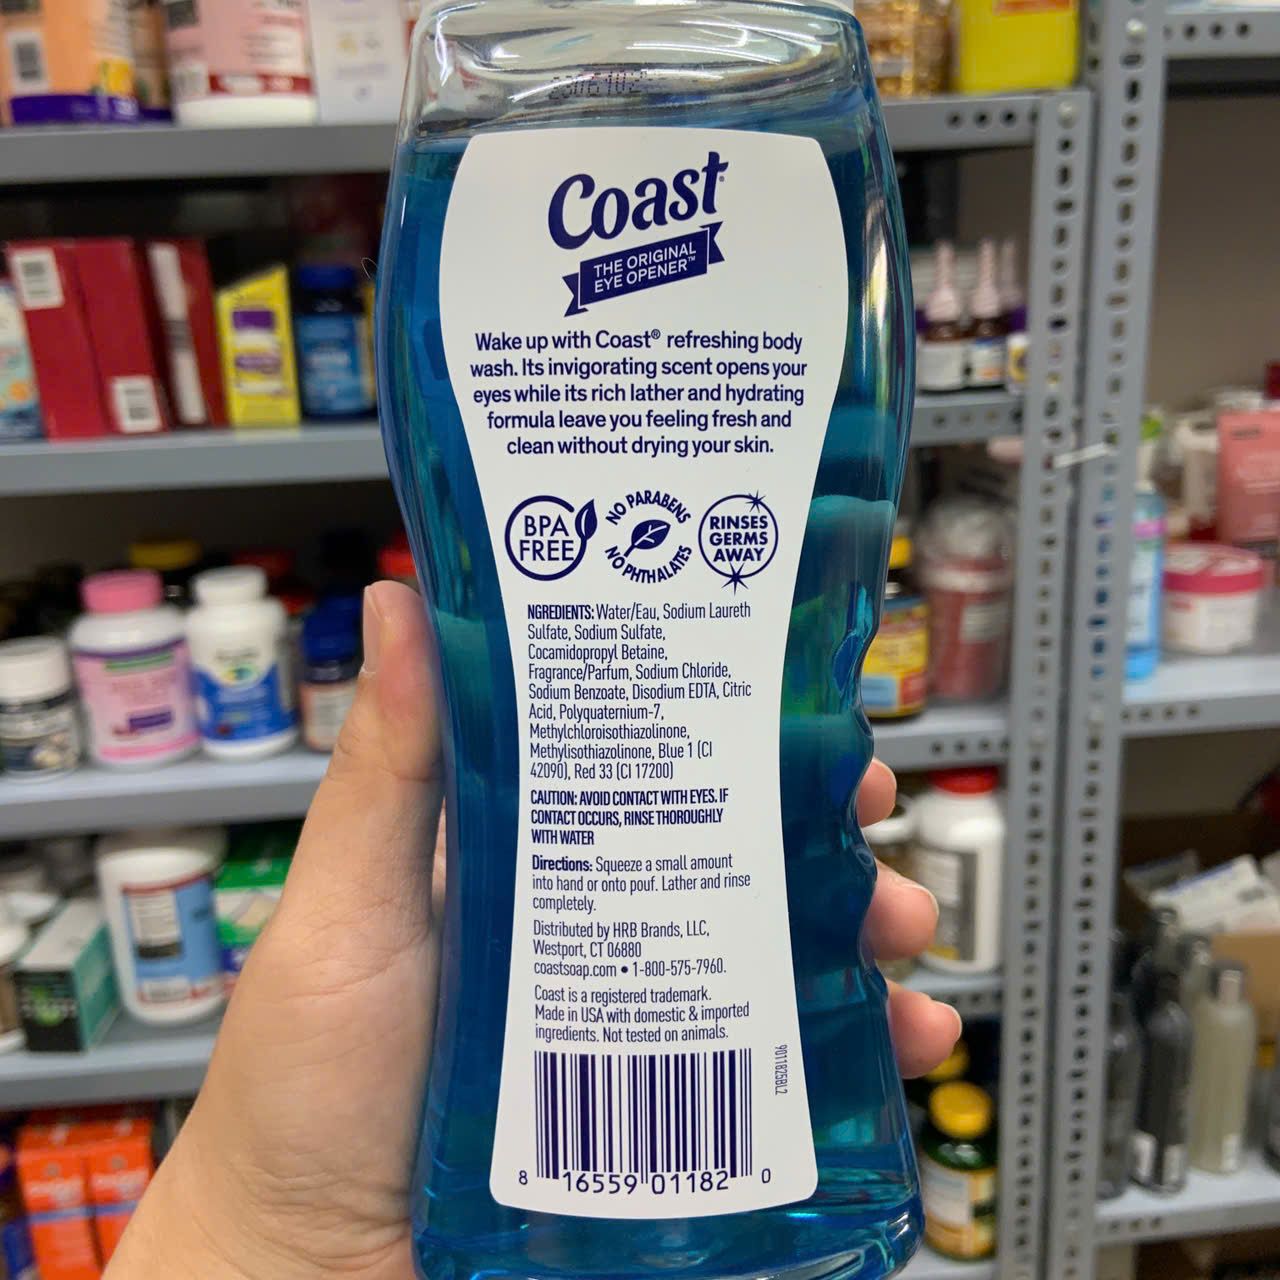 Coast
THE ORIGINAL
EYE OPENER™
Wake up with Coast® refreshing body
wash. Its invigorating scent opens your
eyes while its rich lather and hydrating
formula leave you feeling fresh and
clean without drying your skin.
BPA
FREE
NO PARABENS
NO PHTHALATES
RINSES
GERMS
AWAY
NGREDIENTS: Water/Eau, Sodium Laureth
Sulfate, Sodium Sulfate,
Cocamidopropyl Betaine,
Fragrance/Parfum, Sodium Chloride,
Sodium Benzoate, Disodium EDTA, Citric
Acid, Polyquaternium-7,
Methylchloroisothiazolinone,
Methylisothiazolinone, Blue 1 (CI
42090), Red 33 (CI 17200)
CAUTION: AVOID CONTACT WITH EYES. IF
CONTACT OCCURS, RINSE THOROUGHLY
WITH WATER
Directions: Squeeze a small amount
into hand or onto pouf. Lather and rinse
completely.
Distributed by HRB Brands, LLC,
Westport, CT 06880
coastsoap.com • 1-800-575-7960.
Coast is a registered trademark.
Made in USA with domestic & imported
ingredients. Not tested on animals.
9011825BL2
8 16559 01182 0